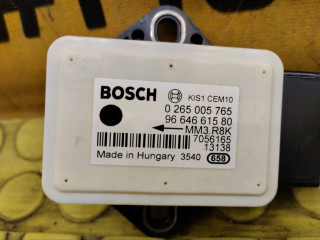 BOSCH KIS1 CEM10
0 265 005 765
96 646 615 80
MM3.R8K
7056165
13138
Made in Hungary 3540 658